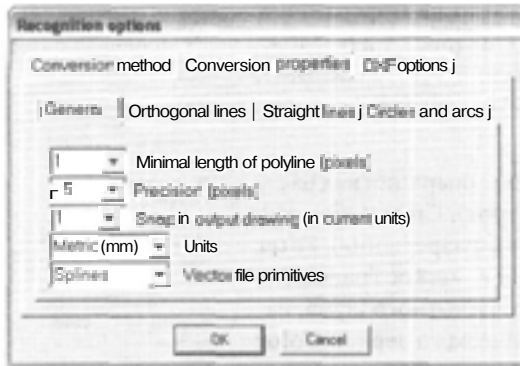 Recognition options
Conversion method Conversion properties DXF options j
General Orthogonal lines | Straight lines j Circles and arcs j
1 Minimal length of polyline (pixels)
5 Precision (pixels)
1 Snap in output drawing (in current units)
Metric (mm) Units
Splines Vector file primitives
OK Cancel